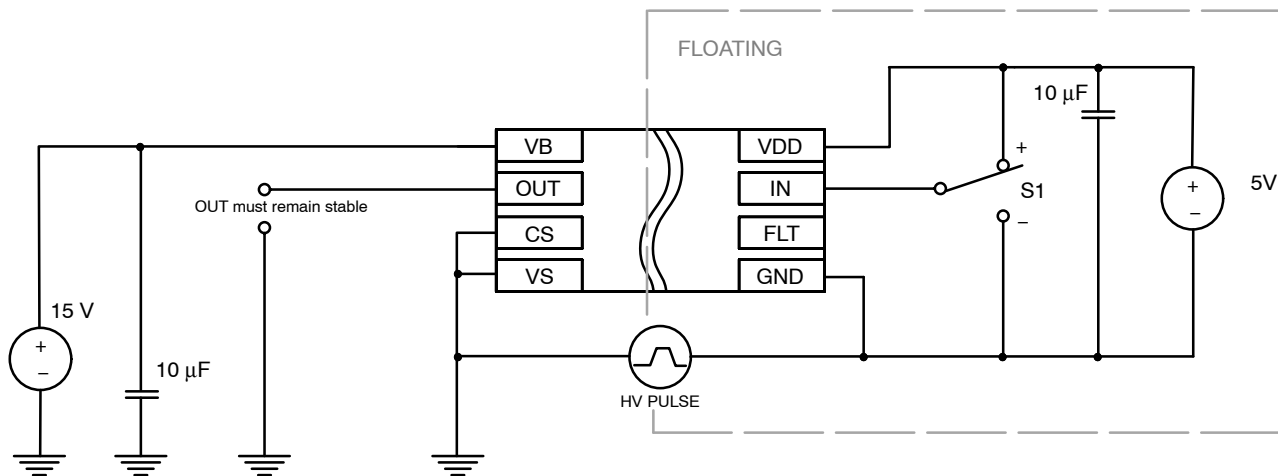 FLOATING
10 μF
VB
VDD
+
OUT
IN
S1
+
−
5V
OUT must remain stable
CS
FLT
−
VS
GND
15 V
+
−
10 μF
HV PULSE